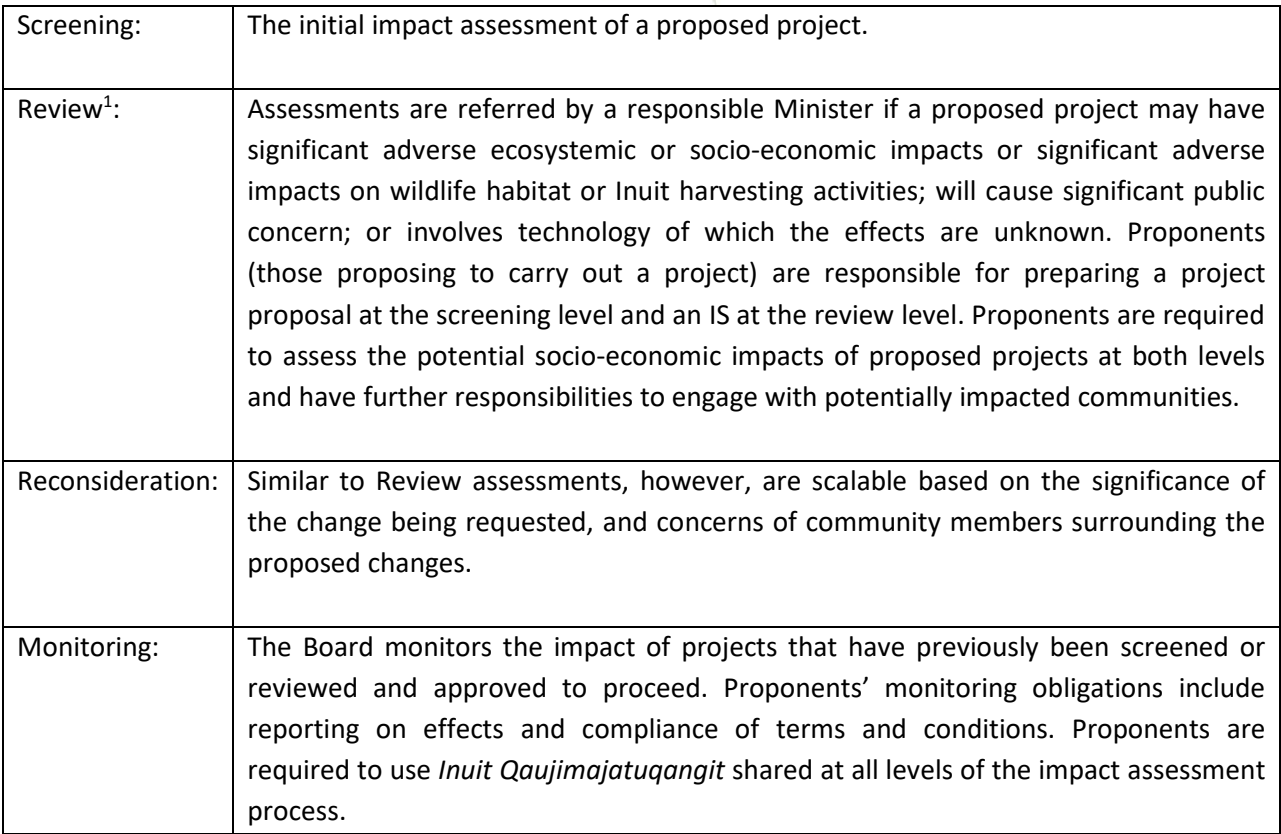 Screening: The initial impact assessment of a proposed project.
Review1: Assessments are referred by a responsible Minister if a proposed project may have
significant adverse ecosystemic or socio-economic impacts or significant adverse
impacts on wildlife habitat or Inuit harvesting activities; will cause significant public
concern; or involves technology of which the effects are unknown. Proponents
(those proposing to carry out a project) are responsible for preparing a project
proposal at the screening level and an IS at the review level. Proponents are required
to assess the potential socio-economic impacts of proposed projects at both levels
and have further responsibilities to engage with potentially impacted communities.
Reconsideration: Similar to Review assessments, however, are scalable based on the significance of
the change being requested, and concerns of community members surrounding the
proposed changes.
Monitoring: The Board monitors the impact of projects that have previously been screened or
reviewed and approved to proceed. Proponents’ monitoring obligations include
reporting on effects and compliance of terms and conditions. Proponents are
required to use Inuit Qaujimajatuqangit shared at all levels of the impact assessment
process.